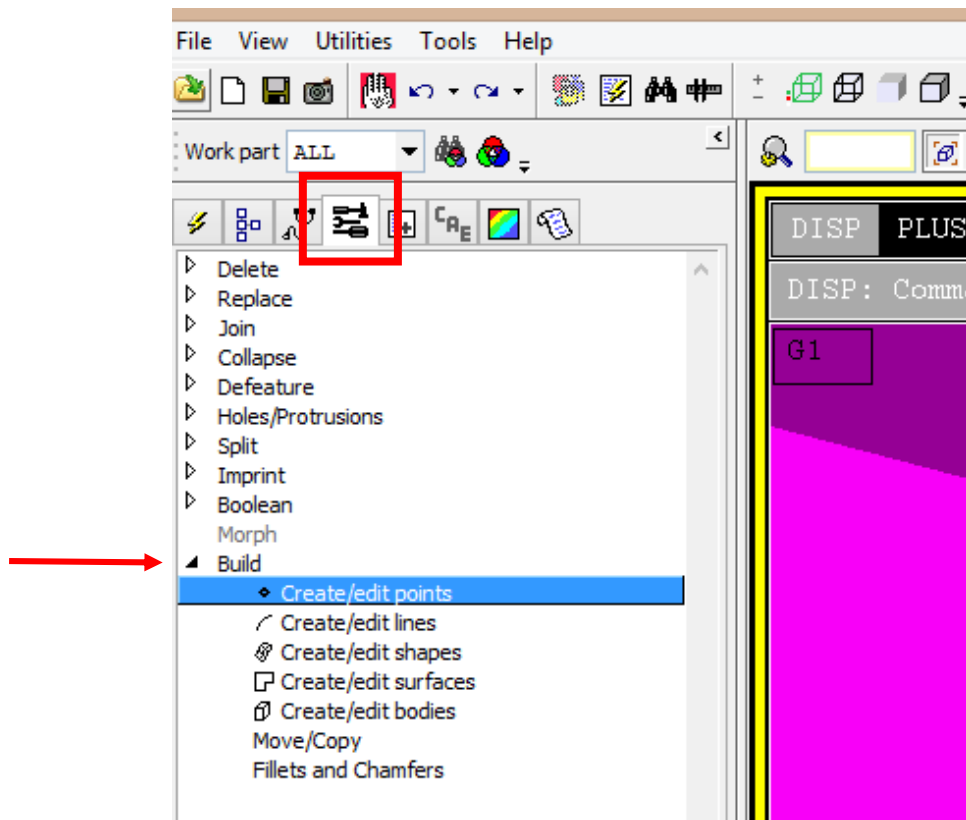 File View Utilities Tools Help
Work part ALL
CAE
DISP PLUS
DISP: Comm
G1
Delete
Replace
Join
Collapse
Defeature
Holes/Protrusions
Split
Imprint
Boolean
Morph
Build
Create/edit points
Create/edit lines
Create/edit shapes
Create/edit surfaces
Create/edit bodies
Move/Copy
Fillets and Chamfers